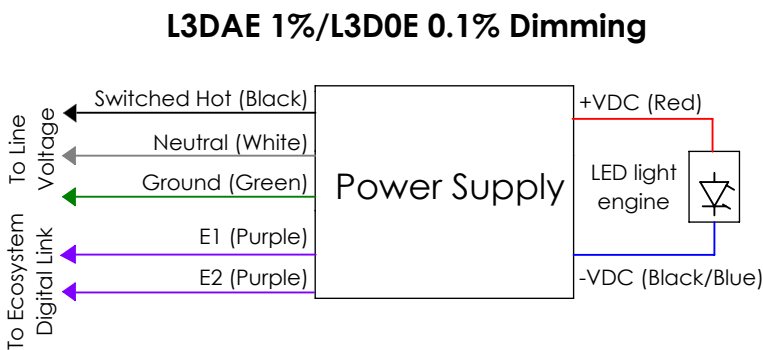 L3DAE 1%/L3D0E 0.1% Dimming
To Line
Voltage
Switched Hot (Black)
Neutral (White)
Ground (Green)
To Ecosystem
Digital Link
E1 (Purple)
E2 (Purple)
Power Supply
+VDC (Red)
LED light
engine
-VDC (Black/Blue)